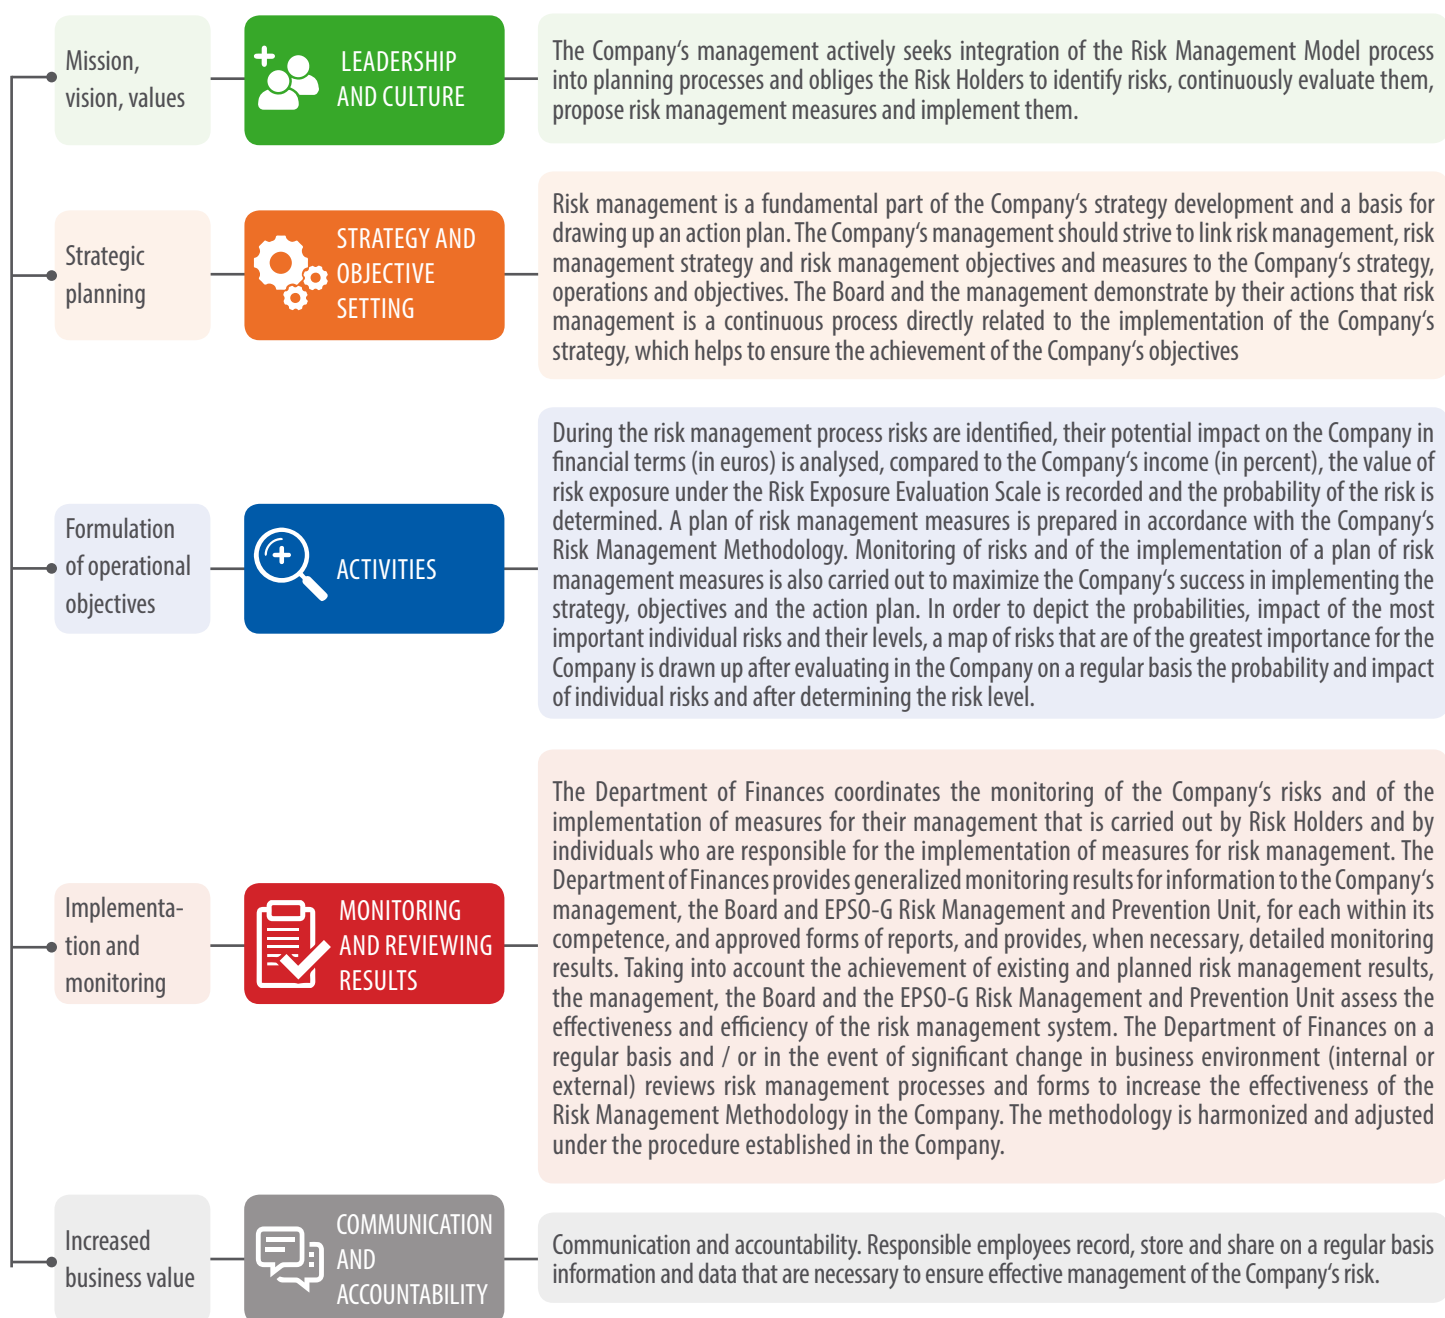 Mission,
vision, values
LEADERSHIP
AND CULTURE
The Company‘s management actively seeks integration of the Risk Management Model process
into planning processes and obliges the Risk Holders to identify risks, continuously evaluate them,
propose risk management measures and implement them.
Strategic
planning
STRATEGY AND
OBJECTIVE
SETTING
Risk management is a fundamental part of the Company‘s strategy development and a basis for
drawing up an action plan. The Company‘s management should strive to link risk management, risk
management strategy and risk management objectives and measures to the Company‘s strategy,
operations and objectives. The Board and the management demonstrate by their actions that risk
management is a continuous process directly related to the implementation of the Company‘s
strategy, which helps to ensure the achievement of the Company‘s objectives
Formulation
of operational
objectives
ACTIVITIES
During the risk management process risks are identified, their potential impact on the Company in
financial terms (in euros) is analysed, compared to the Company‘s income (in percent), the value of
risk exposure under the Risk Exposure Evaluation Scale is recorded and the probability of the risk is
determined. A plan of risk management measures is prepared in accordance with the Company‘s
Risk Management Methodology. Monitoring of risks and of the implementation of a plan of risk
management measures is also carried out to maximize the Company‘s success in implementing the
strategy, objectives and the action plan. In order to depict the probabilities, impact of the most
important individual risks and their levels, a map of risks that are of the greatest importance for the
Company is drawn up after evaluating in the Company on a regular basis the probability and impact
of individual risks and after determining the risk level.
Implementa-
tion and
monitoring
MONITORING
AND REVIEWING
RESULTS
The Department of Finances coordinates the monitoring of the Company‘s risks and of the
implementation of measures for their management that is carried out by Risk Holders and by
individuals who are responsible for the implementation of measures for risk management. The
Department of Finances provides generalized monitoring results for information to the Company‘s
management, the Board and EPSO-G Risk Management and Prevention Unit, for each within its
competence, and approved forms of reports, and provides, when necessary, detailed monitoring
results. Taking into account the achievement of existing and planned risk management results,
the management, the Board and the EPSO-G Risk Management and Prevention Unit assess the
effectiveness and efficiency of the risk management system. The Department of Finances on a
regular basis and / or in the event of significant change in business environment (internal or
external) reviews risk management processes and forms to increase the effectiveness of the
Risk Management Methodology in the Company. The methodology is harmonized and adjusted
under the procedure established in the Company.
Increased
business value
COMMUNICATION
AND
ACCOUNTABILITY
Communication and accountability. Responsible employees record, store and share on a regular basis
information and data that are necessary to ensure effective management of the Company‘s risk.